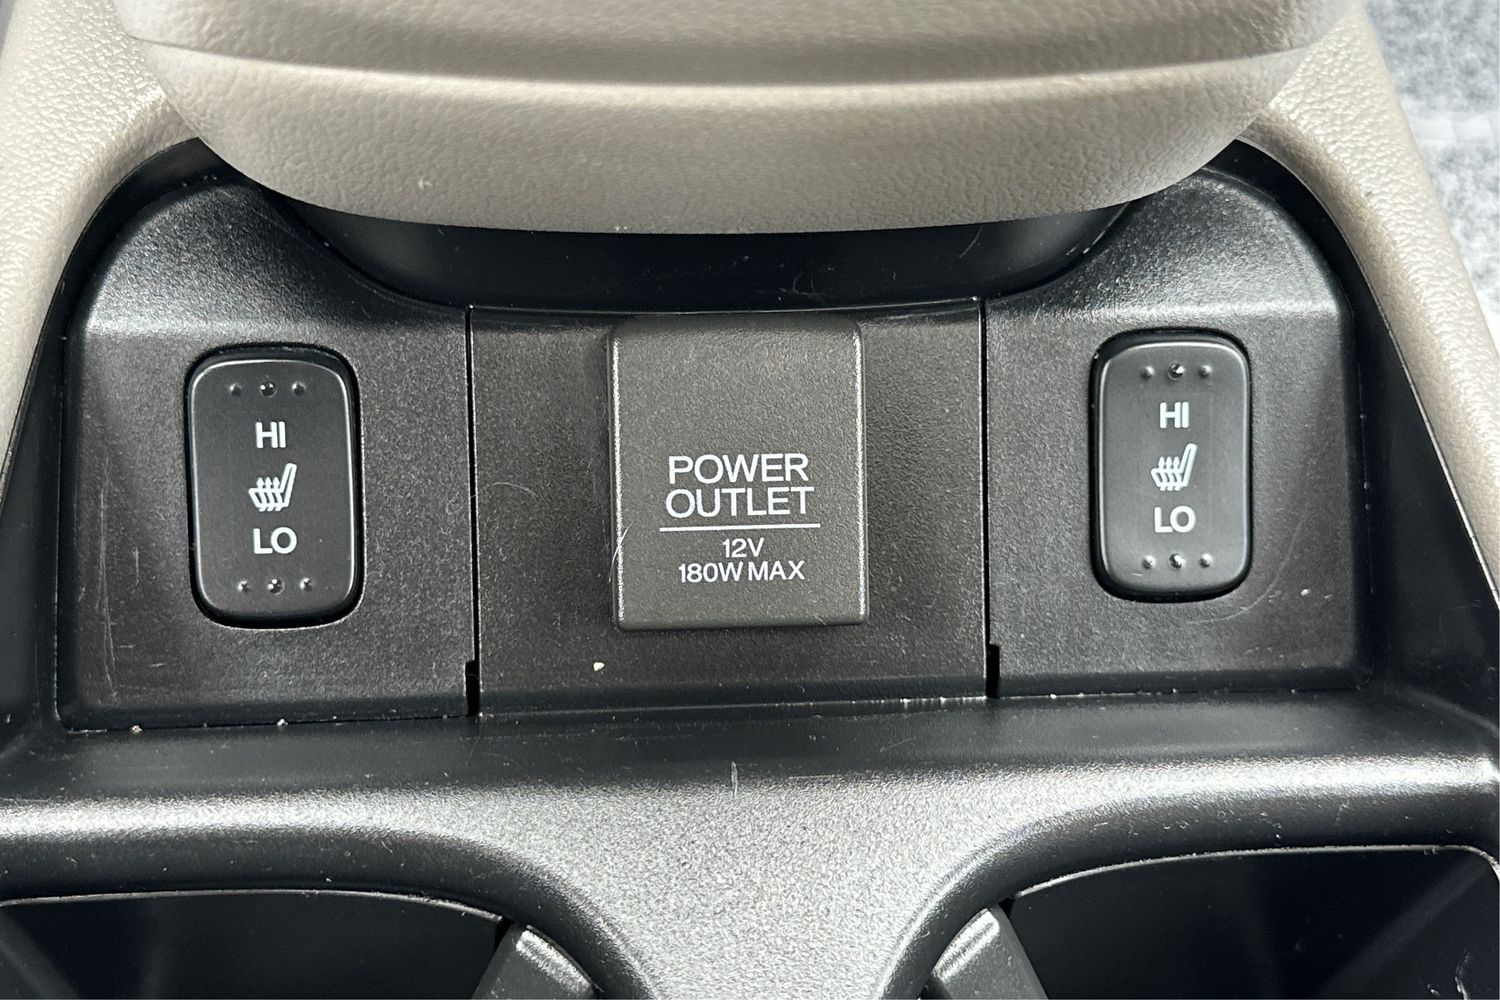 HI
LO
POWER
OUTLET
12V
180W MAX
HI
LO